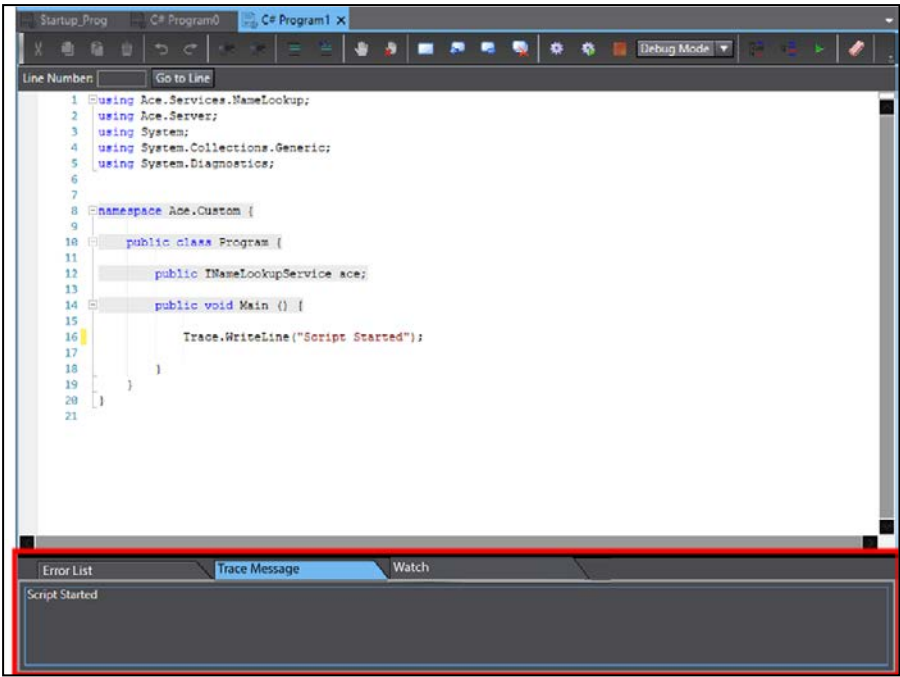 Startup_Prog C# Program0 C# Program1
Debug Mode
Line Number: Go to Line
1 using Ace.Services.NameLookup;
2 using Ace.Server;
3 using System;
4 using System.Collections.Generic;
5 using System.Diagnostics;
6
7
8 namespace Ace.Custom {
9
10 public class Program {
11
12 public INameLookupService ace;
13
14 public void Main () {
15
16 Trace.WriteLine("Script Started");
17
18 }
19 }
20 }
21
Error List Trace Message Watch
Script Started